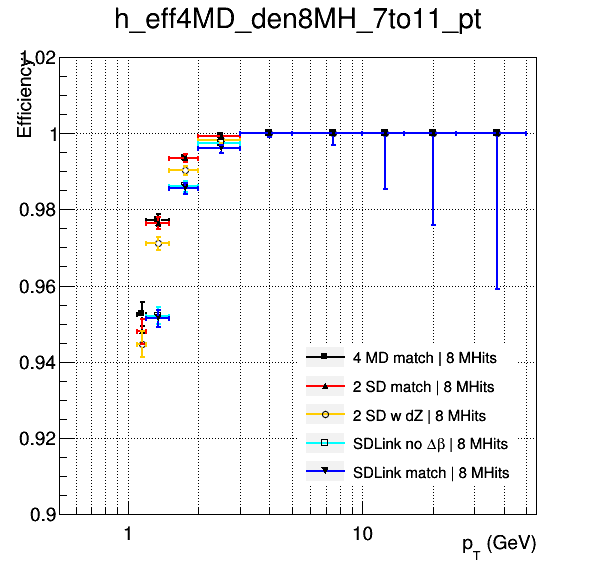 h_eff4MD_den8MH_7to11_pt
Efficiency
1.02
1
0.98
0.96
0.94
0.92
0.9
4 MD match | 8 MHits
2 SD match | 8 MHits
2 SD w dZ | 8 MHits
SDLink no Δβ | 8 MHits
SDLink match | 8 MHits
1
10
p_T (GeV)